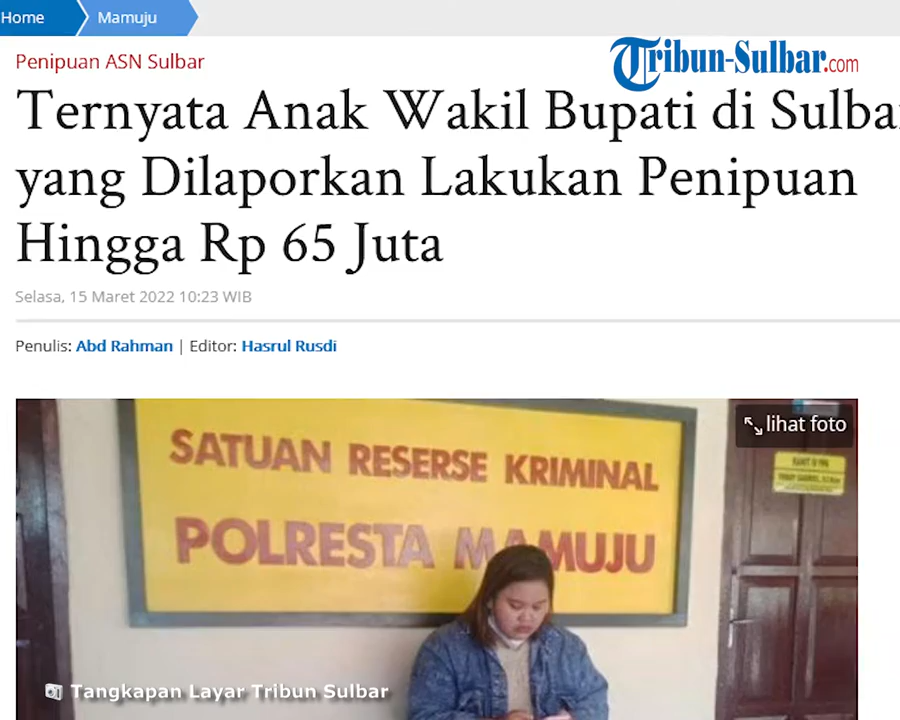 Home Mamuju
Penipuan ASN Sulbar
Tribun-Sulbar.com
Ternyata Anak Wakil Bupati di
yang Dilaporkan Lakukan Penipuan
Hingga Rp 65 Juta
Selasa, 15 Maret 2022 10:23 WIB
Penulis: Abd Rahman | Editor: Hasrul Rusdi
lihat foto
SATUAN RESERSE KRIMINAL
POLRESTA MAMUJU
Tangkapan Layar Tribun Sulbar